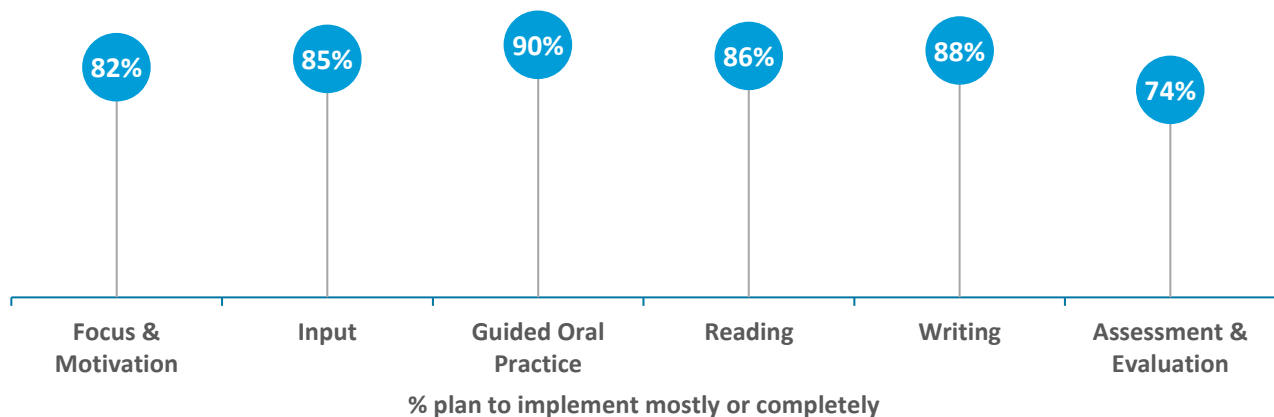 82%
85%
90%
86%
88%
74%
Focus &
Motivation
Input
Guided Oral
Practice
Reading
Writing
Assessment &
Evaluation
% plan to implement mostly or completely